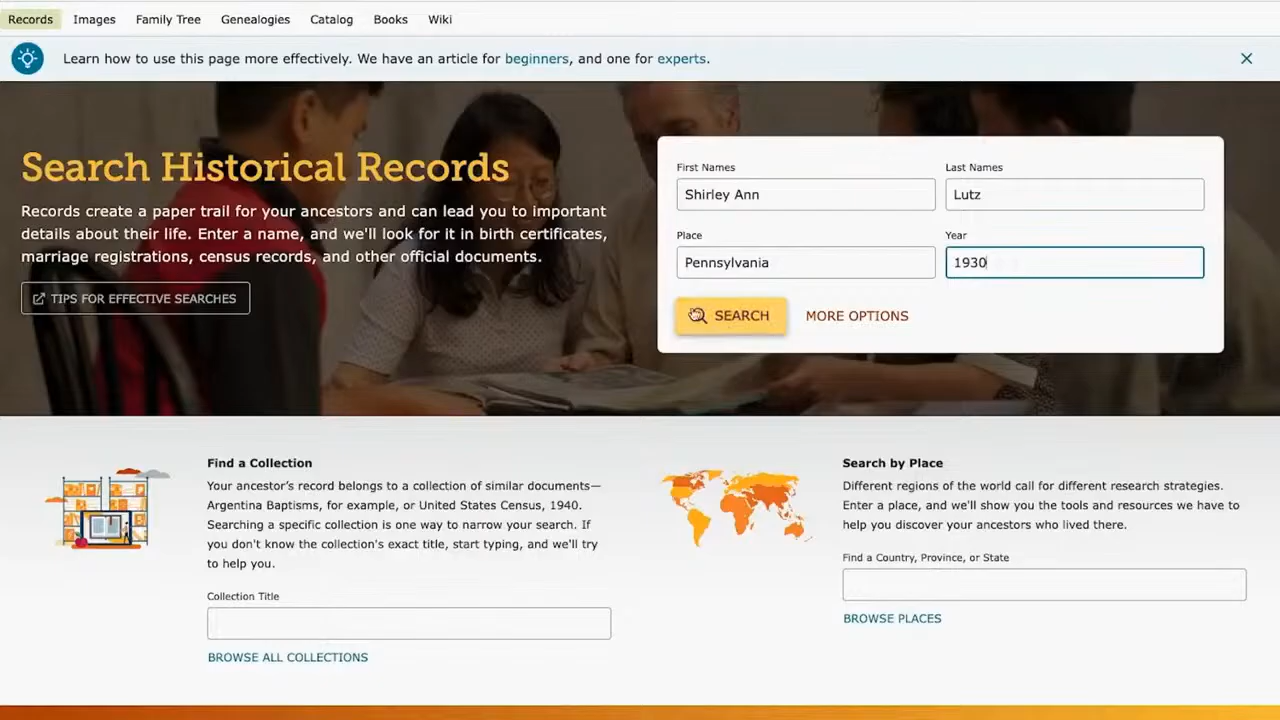 Records Images Family Tree Genealogies Catalog Books Wiki
Learn how to use this page more effectively. We have an article for beginners, and one for experts.
Search Historical Records
Records create a paper trail for your ancestors and can lead you to important
details about their life. Enter a name, and we'll look for it in birth certificates,
marriage registrations, census records, and other official documents.
TIPS FOR EFFECTIVE SEARCHES
First Names Last Names
Shirley Ann Lutz
Place Year
Pennsylvania 1930
SEARCH MORE OPTIONS
Find a Collection
Your ancestor's record belongs to a collection of similar documents—
Argentina Baptisms, for example, or United States Census, 1940.
Searching a specific collection is one way to narrow your search. If
you don't know the collection's exact title, start typing, and we'll try
to help you.
Collection Title
BROWSE ALL COLLECTIONS
Search by Place
Different regions of the world call for different research strategies.
Enter a place, and we'll show you the tools and resources we have to
help you discover your ancestors who lived there.
Find a Country, Province, or State
BROWSE PLACES